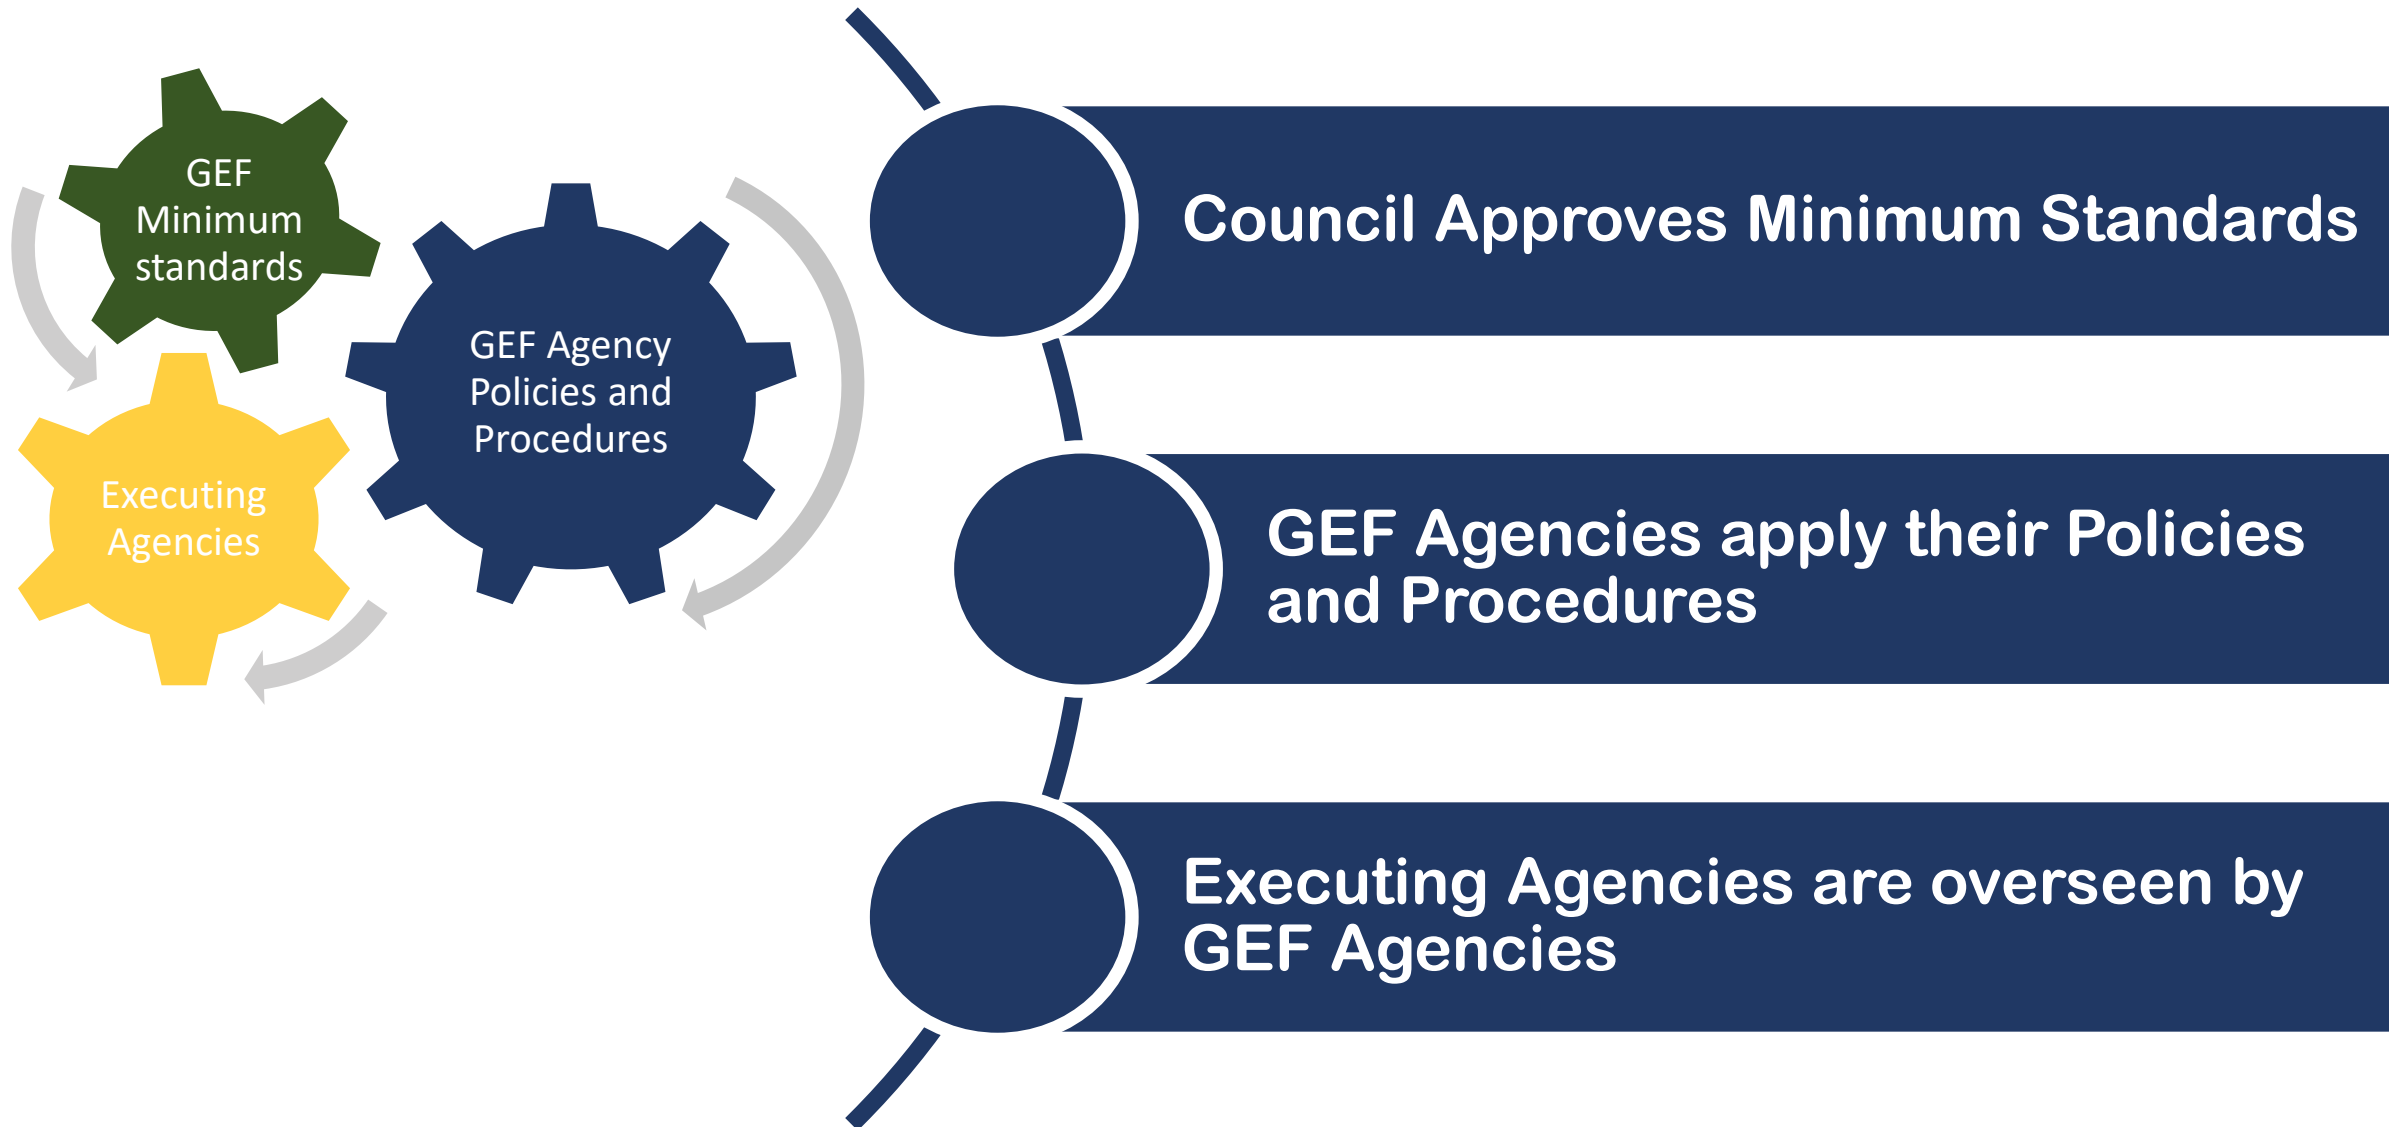 GEF
Minimum
standards
GEF Agency
Policies and
Procedures
Executing
Agencies
Council Approves Minimum Standards
GEF Agencies apply their Policies
and Procedures
Executing Agencies are overseen by
GEF Agencies